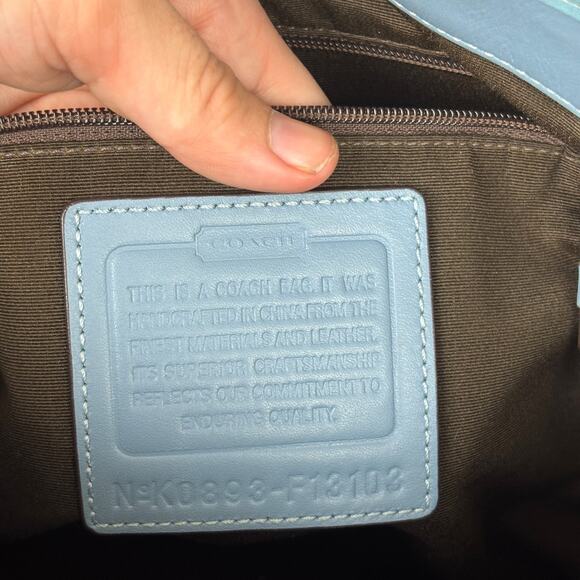 COACH
THIS IS A COACH BAG. IT WAS
HANDCRAFTED IN CHINA FROM THE
FINEST MATERIALS AND LEATHER.
ITS SUPERIOR CRAFTSMANSHIP
REFLECTS OUR COMMITMENT TO
ENDURING QUALITY.
Nº K0893-F13103